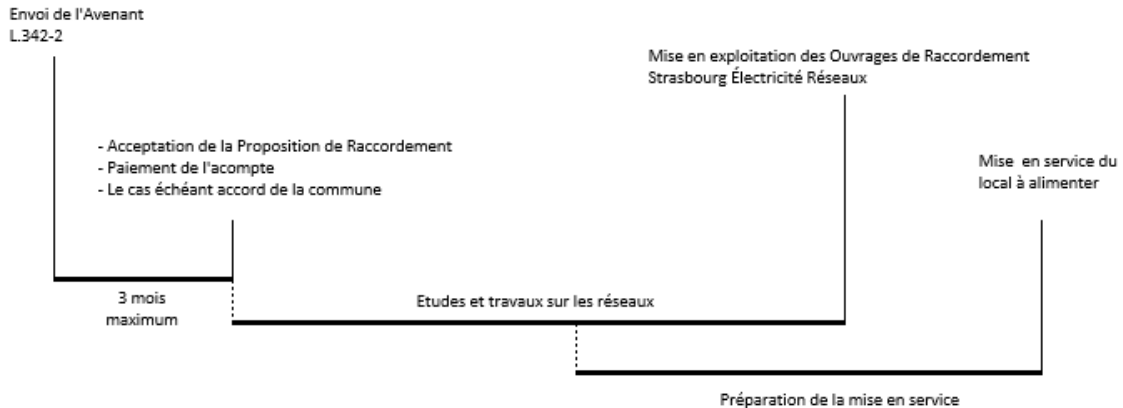 Envoi de l'Avenant
L.342-2
Mise en exploitation des Ouvrages de Raccordement
Strasbourg Électricité Réseaux
- Acceptation de la Proposition de Raccordement
- Paiement de l'acompte
- Le cas échéant accord de la commune
Mise en service du
local à alimenter
3 mois
maximum
Etudes et travaux sur les réseaux
Préparation de la mise en service